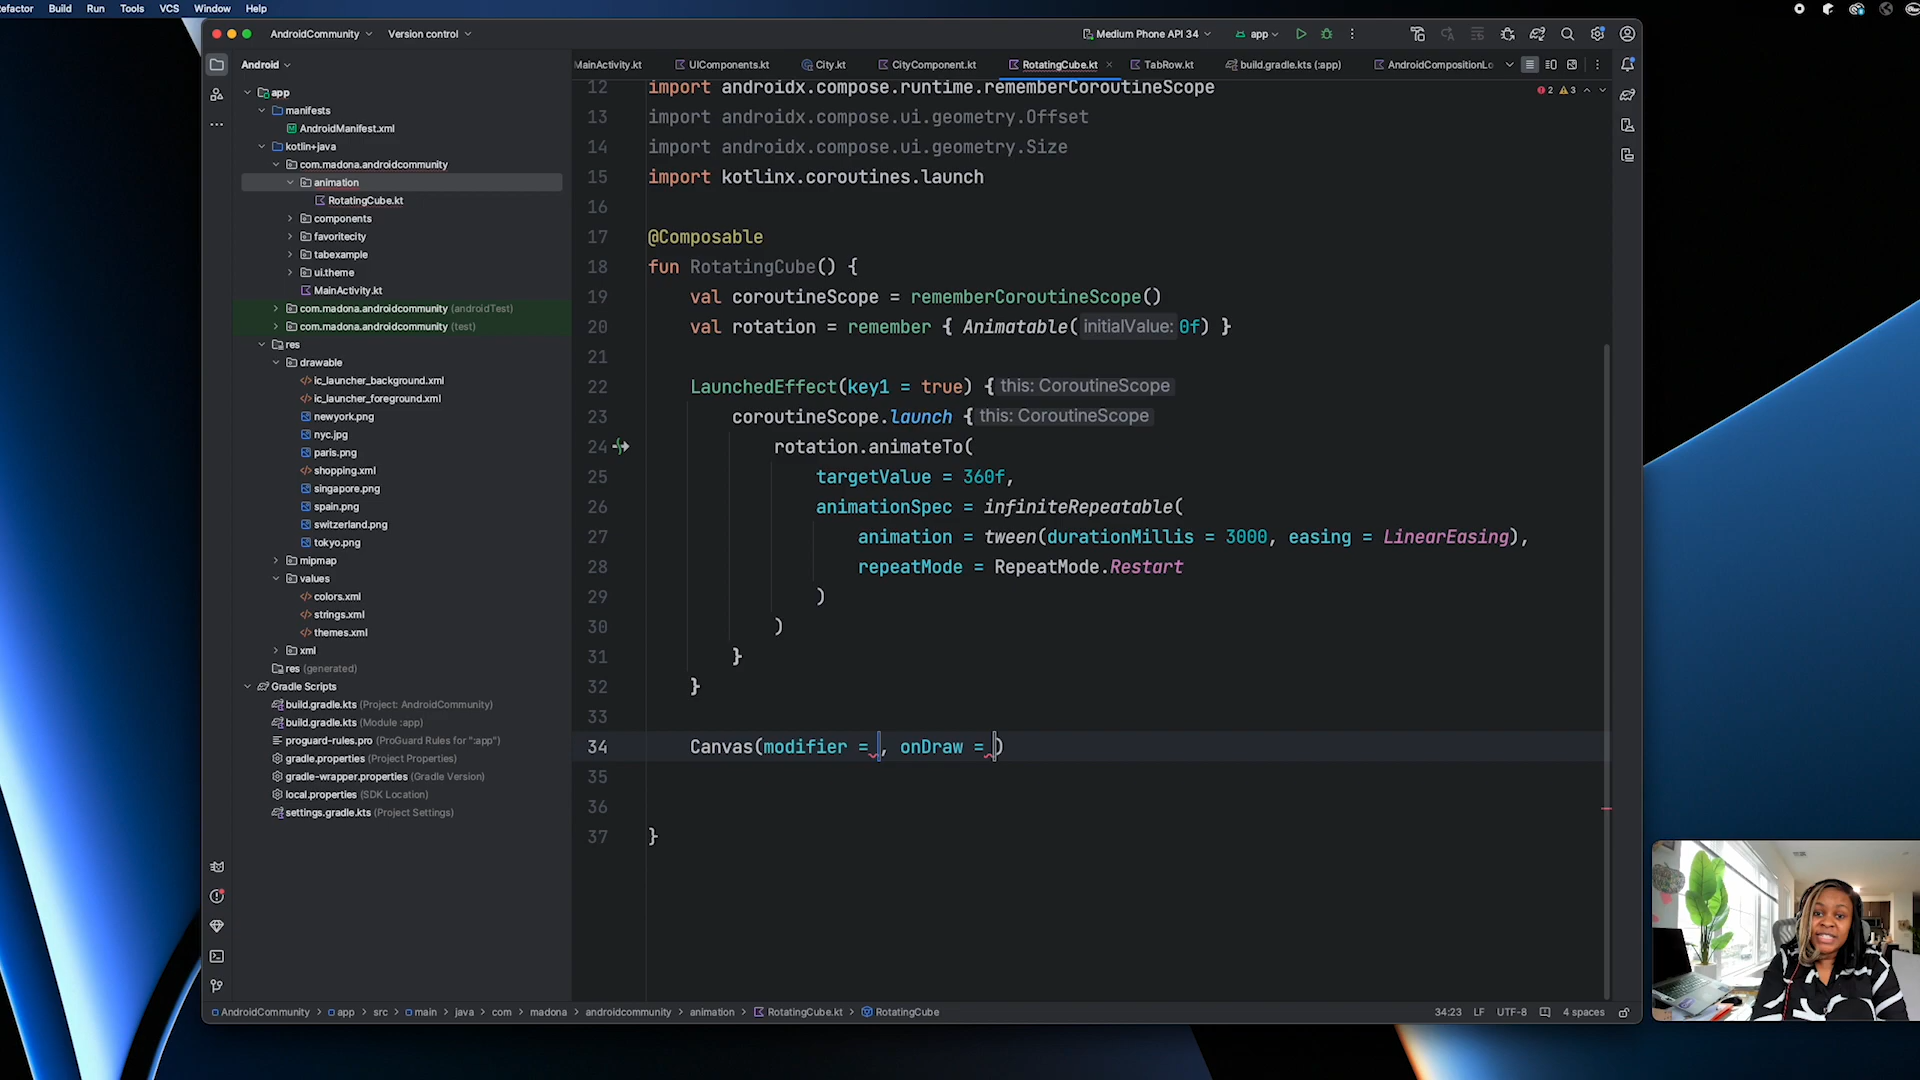 efactor Build Run Tools VCS Window Help
AndroidCommunity Version control Medium Phone API 34 app
Android
MainActivity.kt UIComponents.kt City.kt CityComponent.kt RotatingCube.kt TabRow.kt build.gradle.kts (:app) AndroidCompositionLo
2 3
app
manifests
AndroidManifest.xml
kotlin+java
com.madona.androidcommunity
animation
RotatingCube.kt
components
favoritecity
tabexample
ui.theme
MainActivity.kt
com.madona.androidcommunity (androidTest)
com.madona.androidcommunity (test)
res
drawable
ic_launcher_background.xml
ic_launcher_foreground.xml
newyork.png
nyc.jpg
paris.png
shopping.xml
singapore.png
spain.png
switzerland.png
tokyo.png
mipmap
values
colors.xml
strings.xml
themes.xml
xml
res (generated)
Gradle Scripts
build.gradle.kts (Project: AndroidCommunity)
build.gradle.kts (Module :app)
proguard-rules.pro (ProGuard Rules for ":app")
gradle.properties (Project Properties)
gradle-wrapper.properties (Gradle Version)
local.properties (SDK Location)
settings.gradle.kts (Project Settings)
12 import androidx.compose.runtime.rememberCoroutineScope
13 import androidx.compose.ui.geometry.Offset
14 import androidx.compose.ui.geometry.Size
15 import kotlinx.coroutines.launch
16
17 @Composable
18 fun RotatingCube() {
19 val coroutineScope = rememberCoroutineScope()
20 val rotation = remember { Animatable( initialValue: 0f) }
21
22 LaunchedEffect(key1 = true) { this: CoroutineScope
23 coroutineScope.launch { this: CoroutineScope
24 rotation.animateTo(
25 targetValue = 360f,
26 animationSpec = infiniteRepeatable(
27 animation = tween(durationMillis = 3000, easing = LinearEasing),
28 repeatMode = RepeatMode.Restart
29 )
30 )
31 }
32 }
33
34 Canvas(modifier = , onDraw = )
35
36
37 }
AndroidCommunity > app > src > main > java > com > madona > androidcommunity > animation > RotatingCube.kt > RotatingCube 34:23 LF UTF-8 4 spaces